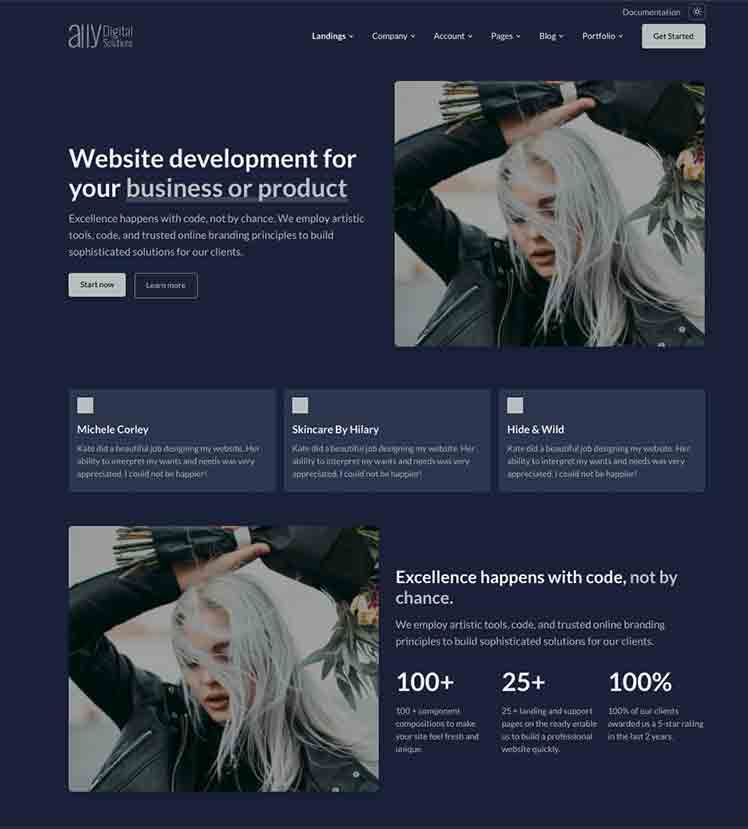 Documentation
ally Digital
Solutions
Landings Company Account Pages Blog Portfolio Get Started
Website development for
your business or product
Excellence happens with code, not by chance. We employ artistic
tools, code, and trusted online branding principles to build
sophisticated solutions for our clients.
Start now Learn more
Michele Corley
Kate did a beautiful job designing my website. Her
ability to interpret my wants and needs was very
appreciated. I could not be happier!
Skincare By Hilary
Kate did a beautiful job designing my website. Her
ability to interpret my wants and needs was very
appreciated. I could not be happier!
Hide & Wild
Kate did a beautiful job designing my website. Her
ability to interpret my wants and needs was very
appreciated. I could not be happier!
Excellence happens with code, not by
chance.
We employ artistic tools, code, and trusted online branding
principles to build sophisticated solutions for our clients.
100+
100 + component
compositions to make
your site feel fresh and
unique.
25+
25 + landing and support
pages on the ready enable
us to build a professional
website quickly.
100%
100% of our clients
awarded us a 5-star rating
in the last 2 years.